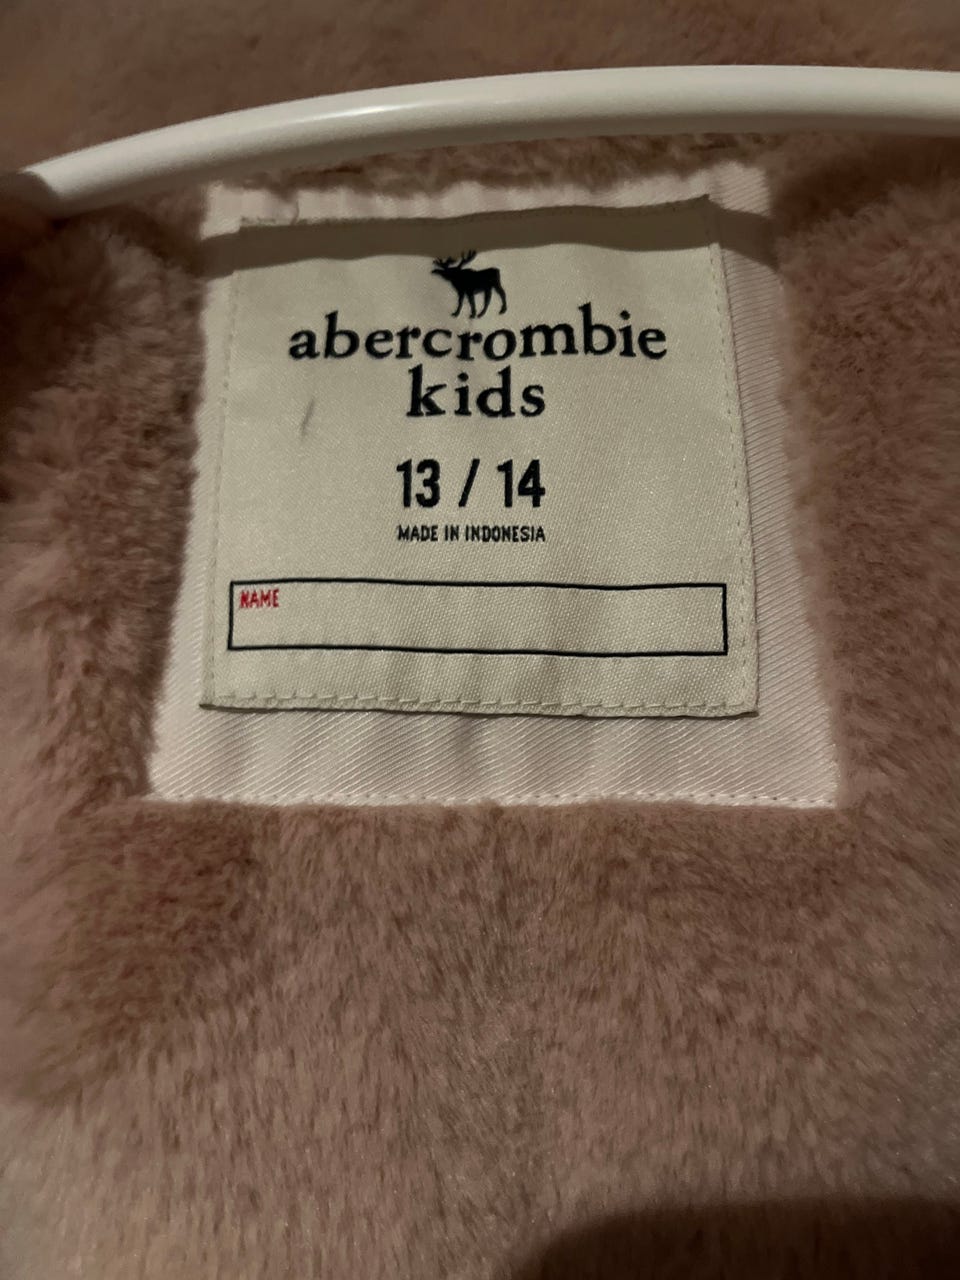 abercrombie
kids
13 / 14
MADE IN INDONESIA
NAME